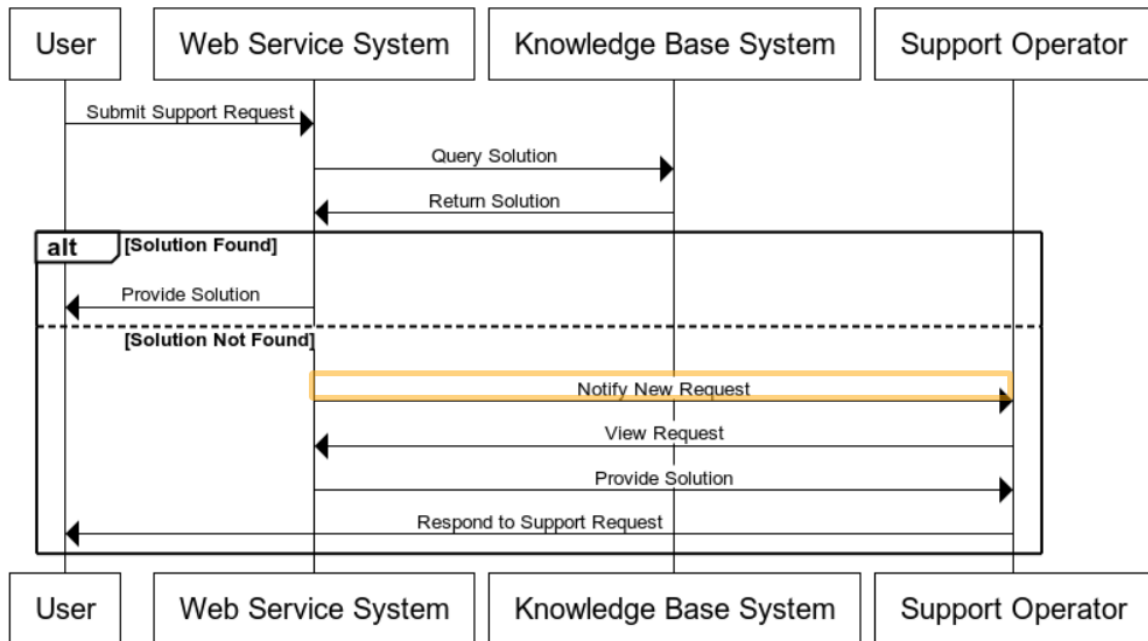 User
Web Service System
Knowledge Base System
Support Operator
Submit Support Request
Query Solution
Return Solution
alt
[Solution Found]
Provide Solution
[Solution Not Found]
Notify New Request
View Request
Provide Solution
Respond to Support Request
User
Web Service System
Knowledge Base System
Support Operator